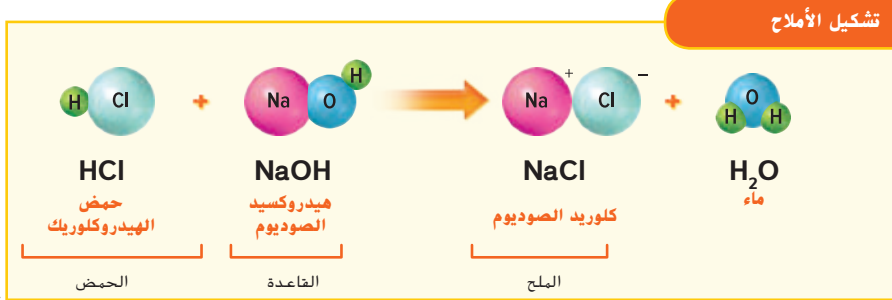 تشكيل الأملاح
H Cl + Na O H Na + Cl − + O H H
HCl NaOH NaCl H₂O
حمض الهيدروكلوريك
هيدروكسيد الصوديوم
كلوريد الصوديوم
ماء
الحمض
القاعدة
الملح